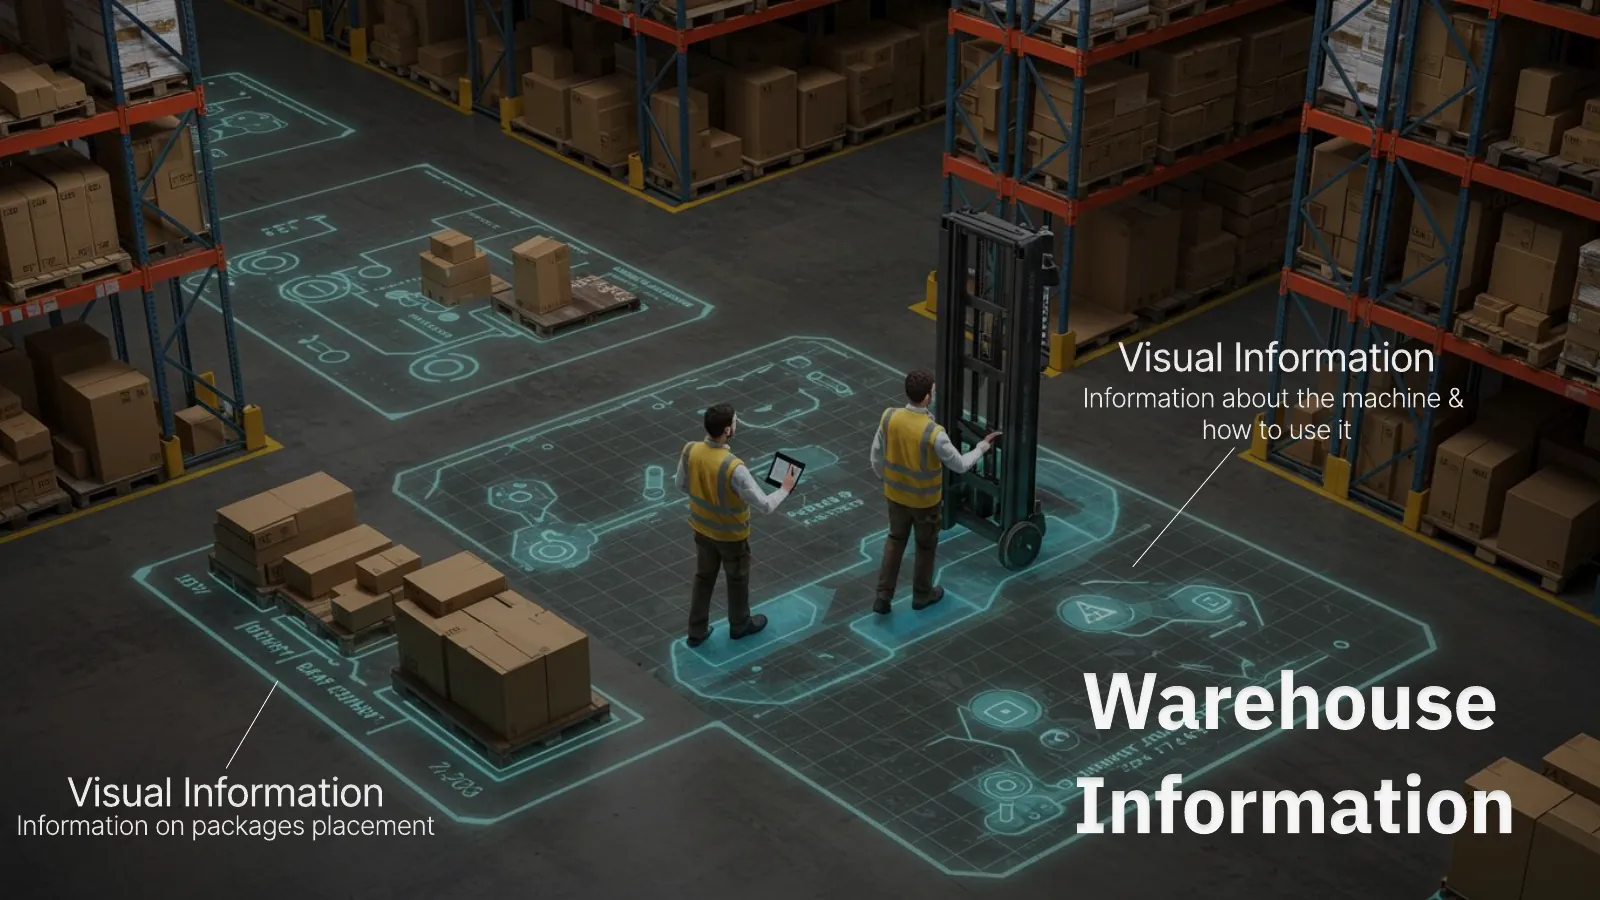 Visual Information
Information about the machine &
how to use it
Warehouse
Information
Visual Information
Information on packages placement